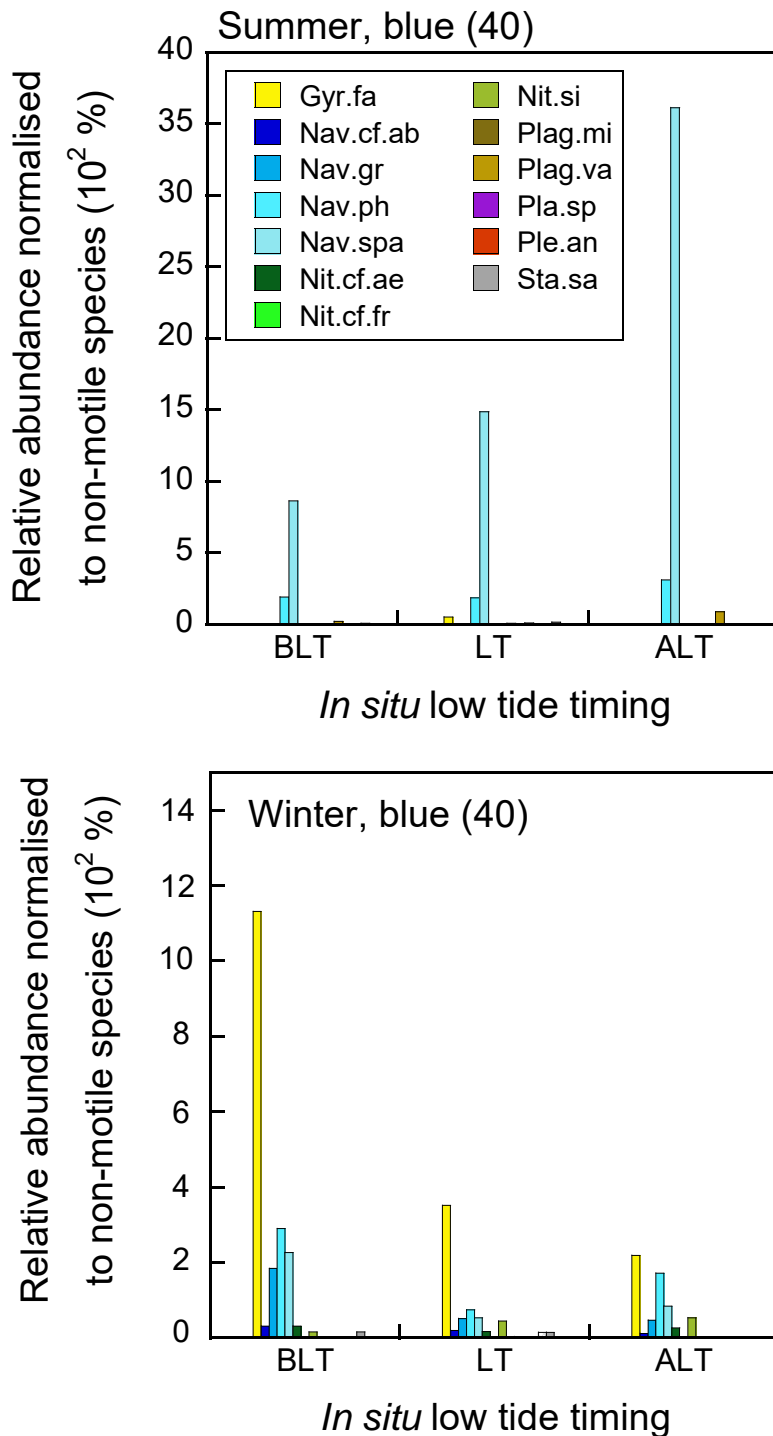 Summer, blue (40)
Relative abundance normalised
to non-motile species (10² %)
40
35
30
25
20
15
10
5
0
Gyr.fa
Nav.cf.ab
Nav.gr
Nav.ph
Nav.spa
Nit.cf.ae
Nit.cf.fr
Nit.si
Plag.mi
Plag.va
Pla.sp
Ple.an
Sta.sa
BLT LT ALT
In situ low tide timing
Winter, blue (40)
Relative abundance normalised
to non-motile species (10² %)
14
12
10
8
6
4
2
0
BLT LT ALT
In situ low tide timing